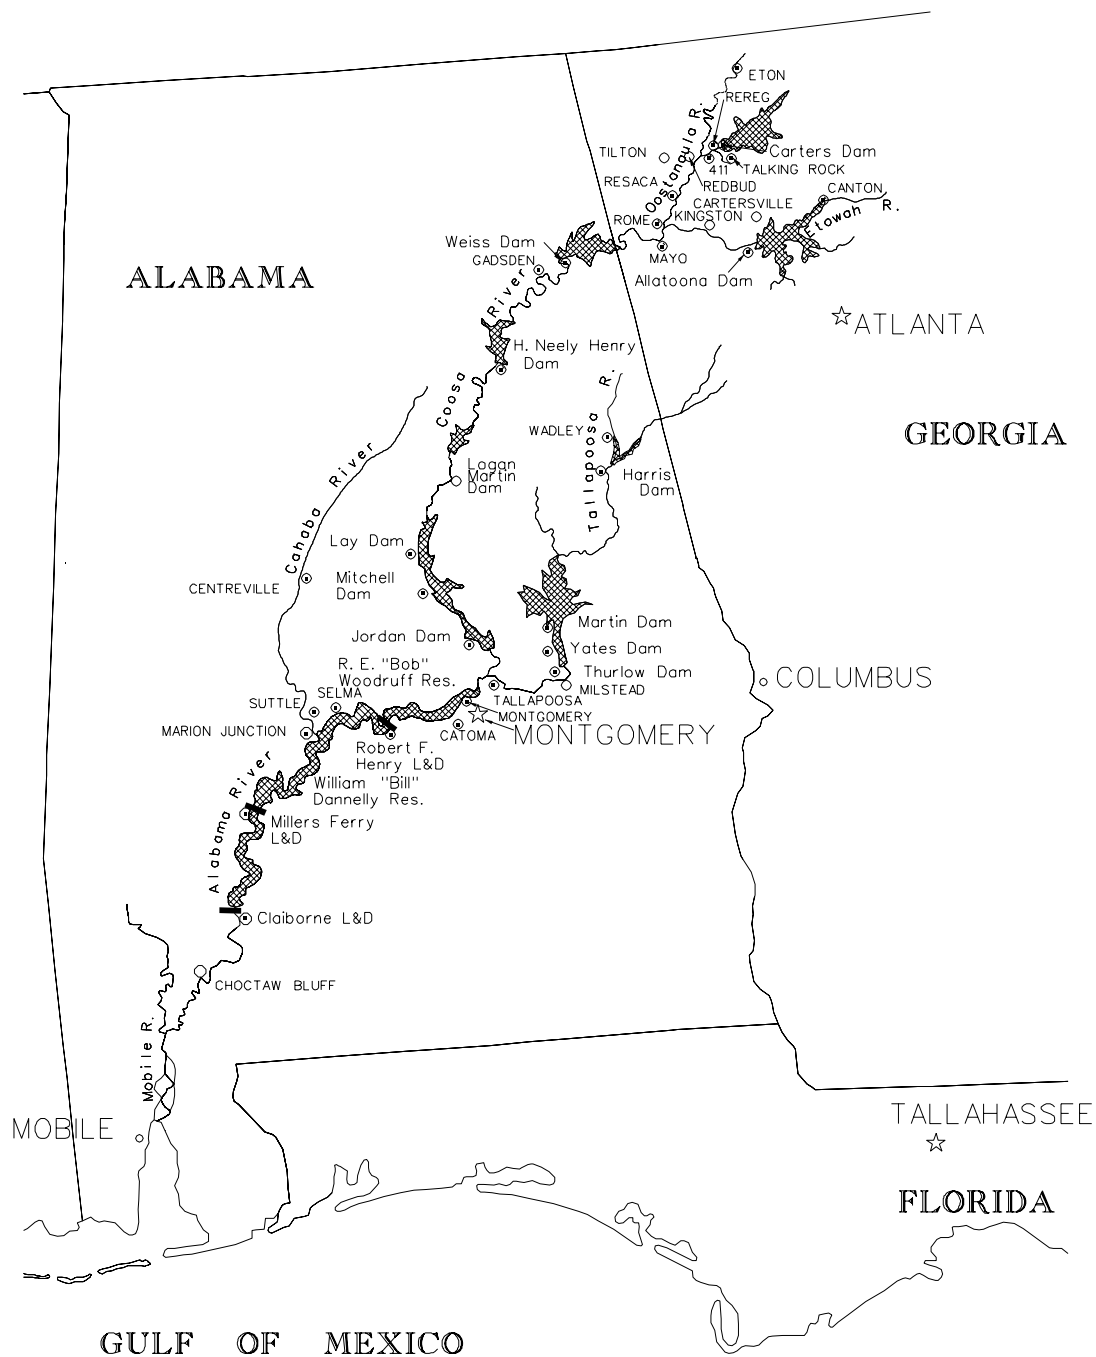 ETON
REREG
Oostanaula R.
TILTON
Carters Dam
411
TALKING ROCK
RESACA
REDBUD
CANTON
CARTERSVILLE
ROME
KINGSTON
Etowah R.
Weiss Dam
GADSDEN
MAYO
Allatoona Dam
ALABAMA
ATLANTA
Coosa River
H. Neely Henry
Dam
GEORGIA
Tallapoosa R.
WADLEY
Cahaba River
Logan
Martin
Dam
Harris
Dam
Lay Dam
CENTREVILLE
Mitchell
Dam
Martin Dam
Jordan Dam
Yates Dam
R. E. "Bob"
Woodruff Res.
Thurlow Dam
MILSTEAD
COLUMBUS
SELMA
SUTTLE
TALLAPOOSA
MONTGOMERY
MARION JUNCTION
CATOMA
MONTGOMERY
Robert F.
Henry L&D
William "Bill"
Dannelly Res.
Alabama River
Millers Ferry
L&D
Claiborne L&D
CHOCTAW BLUFF
Mobile R.
MOBILE
TALLAHASSEE
FLORIDA
GULF OF MEXICO